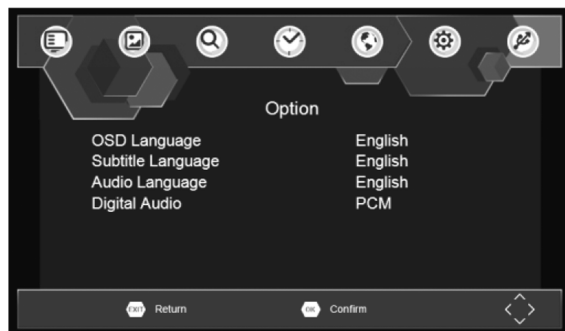 Option
OSD Language English
Subtitle Language English
Audio Language English
Digital Audio PCM
EXIT Return OK Confirm